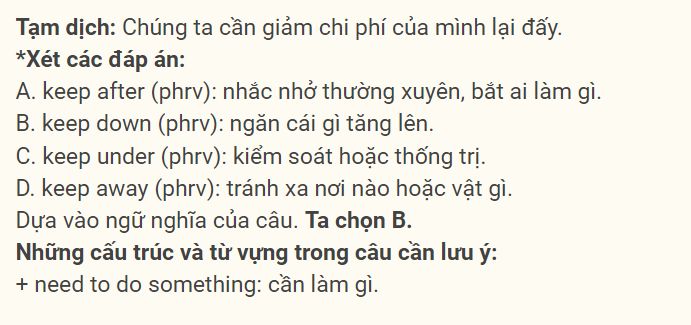 Tạm dịch: Chúng ta cần giảm chi phí của mình lại đấy.
*Xét các đáp án:
A. keep after (phrv): nhắc nhở thường xuyên, bắt ai làm gì.
B. keep down (phrv): ngăn cái gì tăng lên.
C. keep under (phrv): kiểm soát hoặc thống trị.
D. keep away (phrv): tránh xa nơi nào hoặc vật gì.
Dựa vào ngữ nghĩa của câu. Ta chọn B.
Những cấu trúc và từ vựng trong câu cần lưu ý:
+ need to do something: cần làm gì.